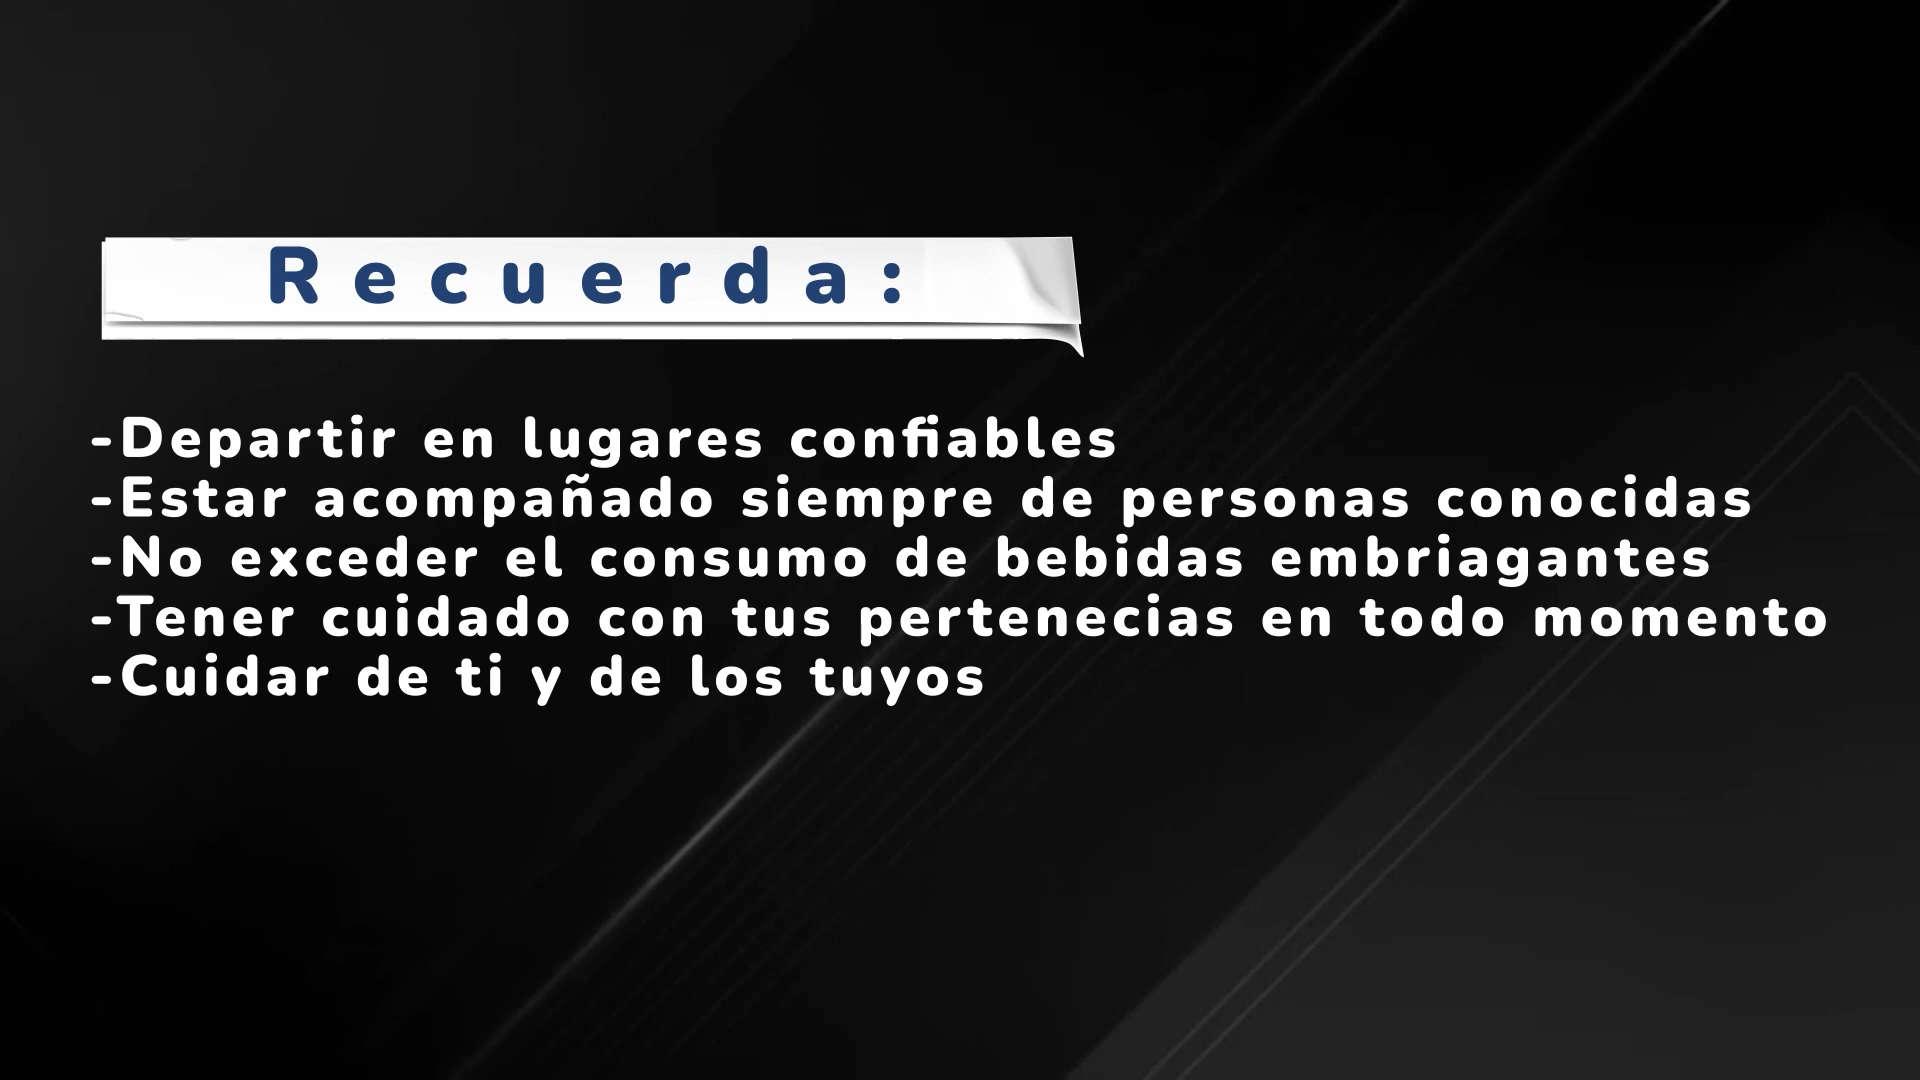 Recuerda:
-Departir en lugares confiables
-Estar acompañado siempre de personas conocidas
-No exceder el consumo de bebidas embriagantes
-Tener cuidado con tus pertenecias en todo momento
-Cuidar de ti y de los tuyos